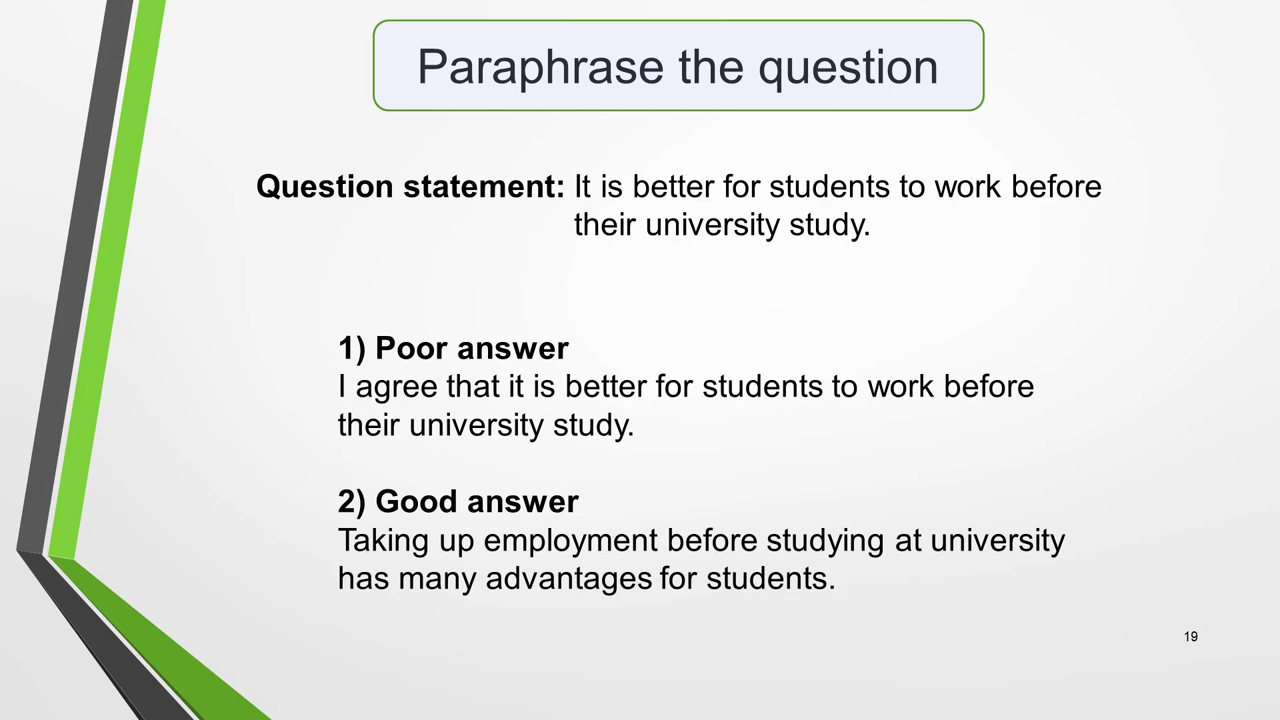 Paraphrase the question
Question statement: It is better for students to work before
their university study.
1) Poor answer
I agree that it is better for students to work before
their university study.
2) Good answer
Taking up employment before studying at university
has many advantages for students.
19